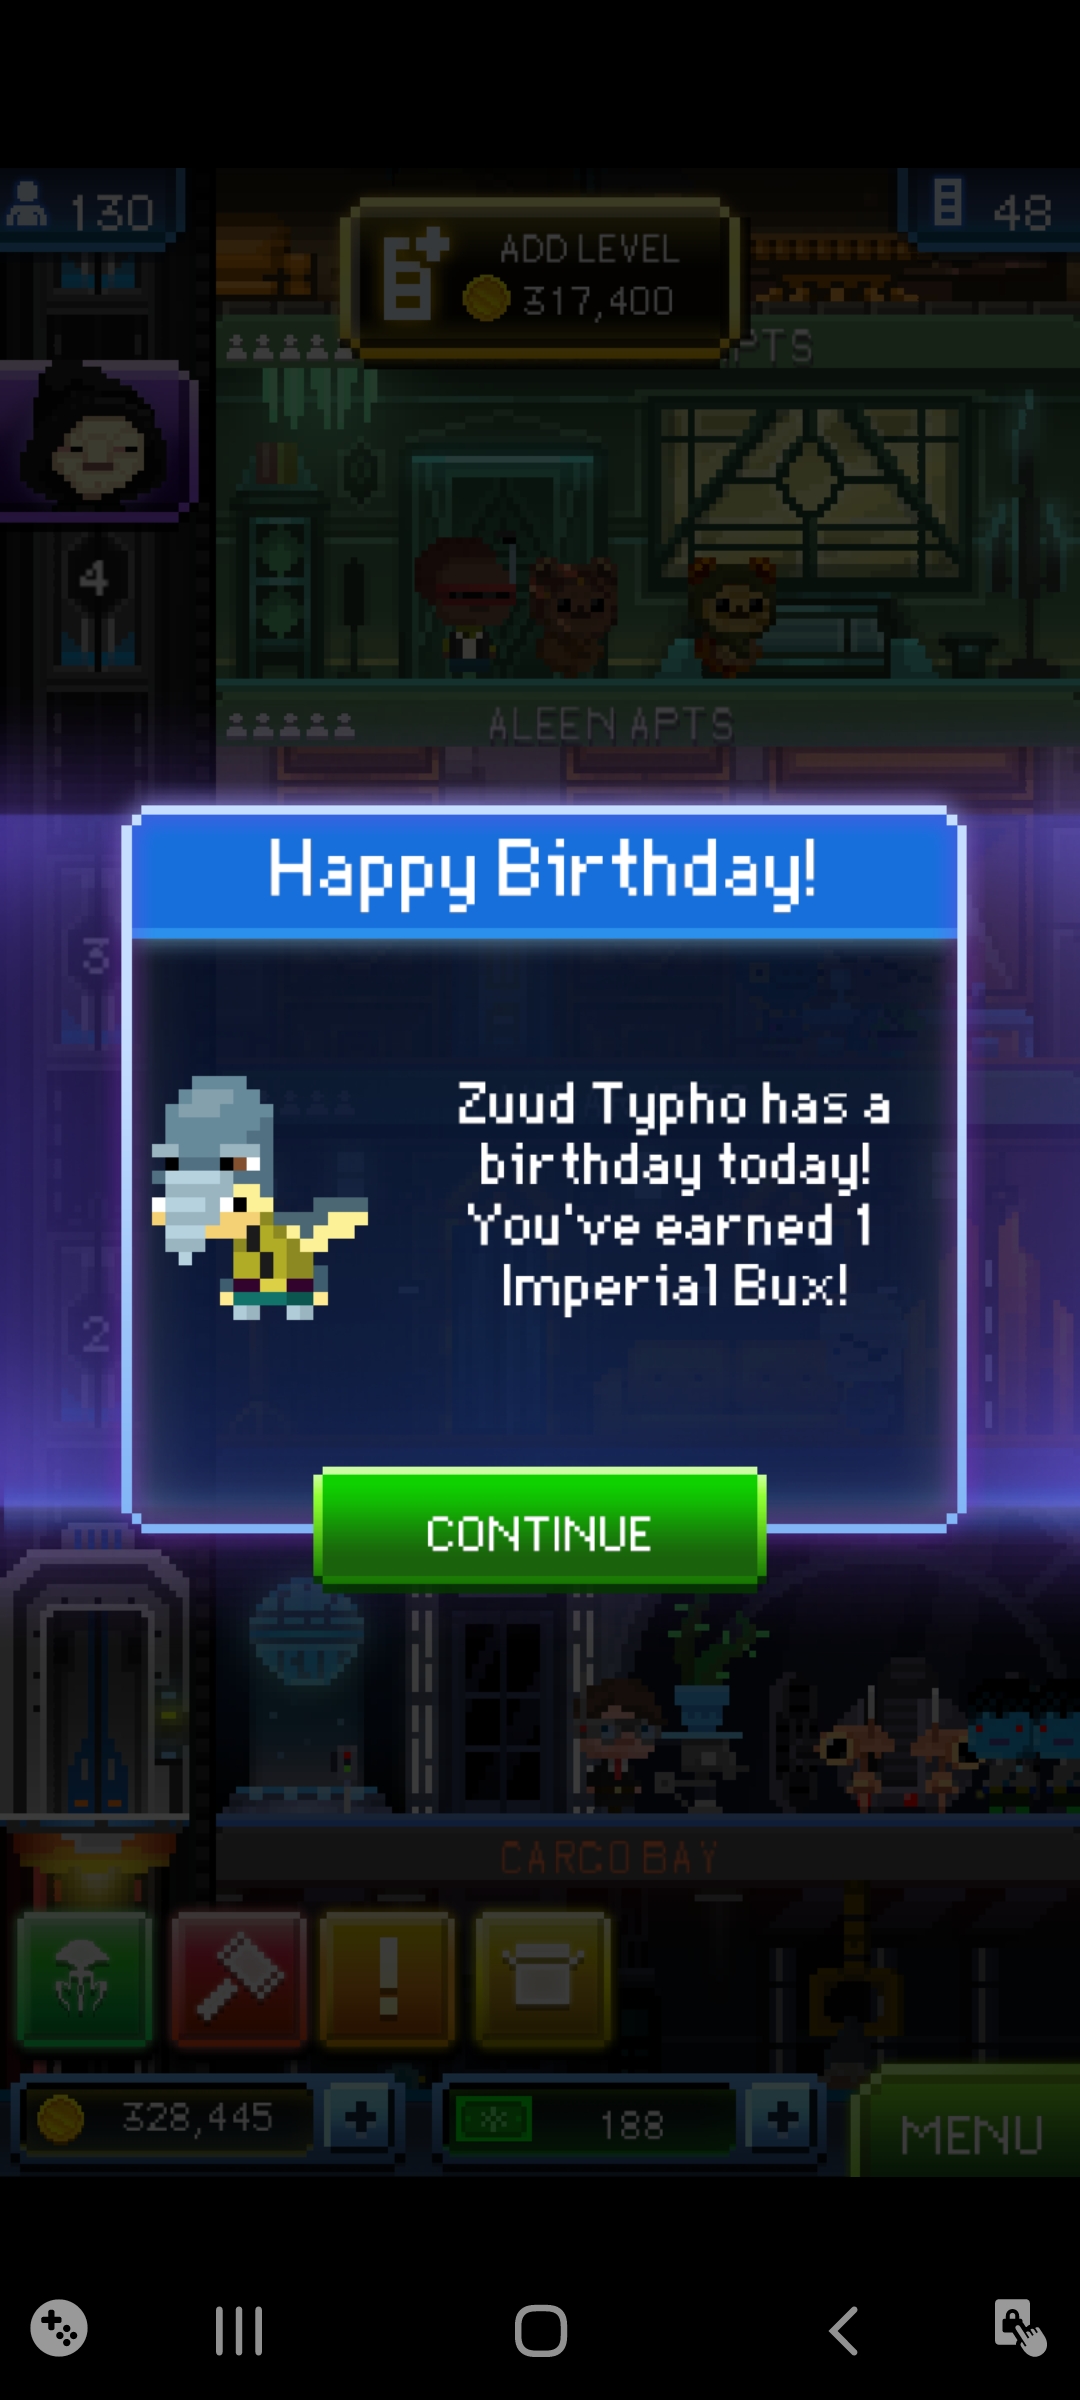 130
48
ADD LEVEL
317,400
PTS
4
ALEEN APTS
Happy Birthday!
3
Zuud Typho has a
birthday today!
You've earned 1
Imperial Bux!
2
CONTINUE
CARGO BAY
328,445
188
MENU